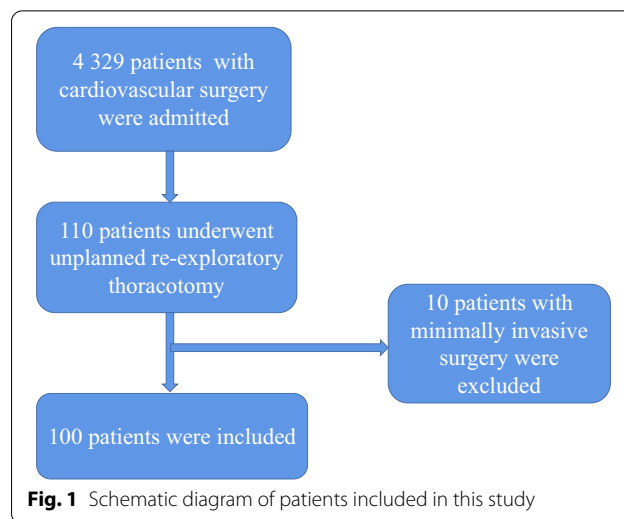 4 329 patients with
cardiovascular surgery
were admitted
110 patients underwent
unplanned re-exploratory
thoracotomy
10 patients with
minimally invasive
surgery were
excluded
100 patients were included
Fig. 1 Schematic diagram of patients included in this study